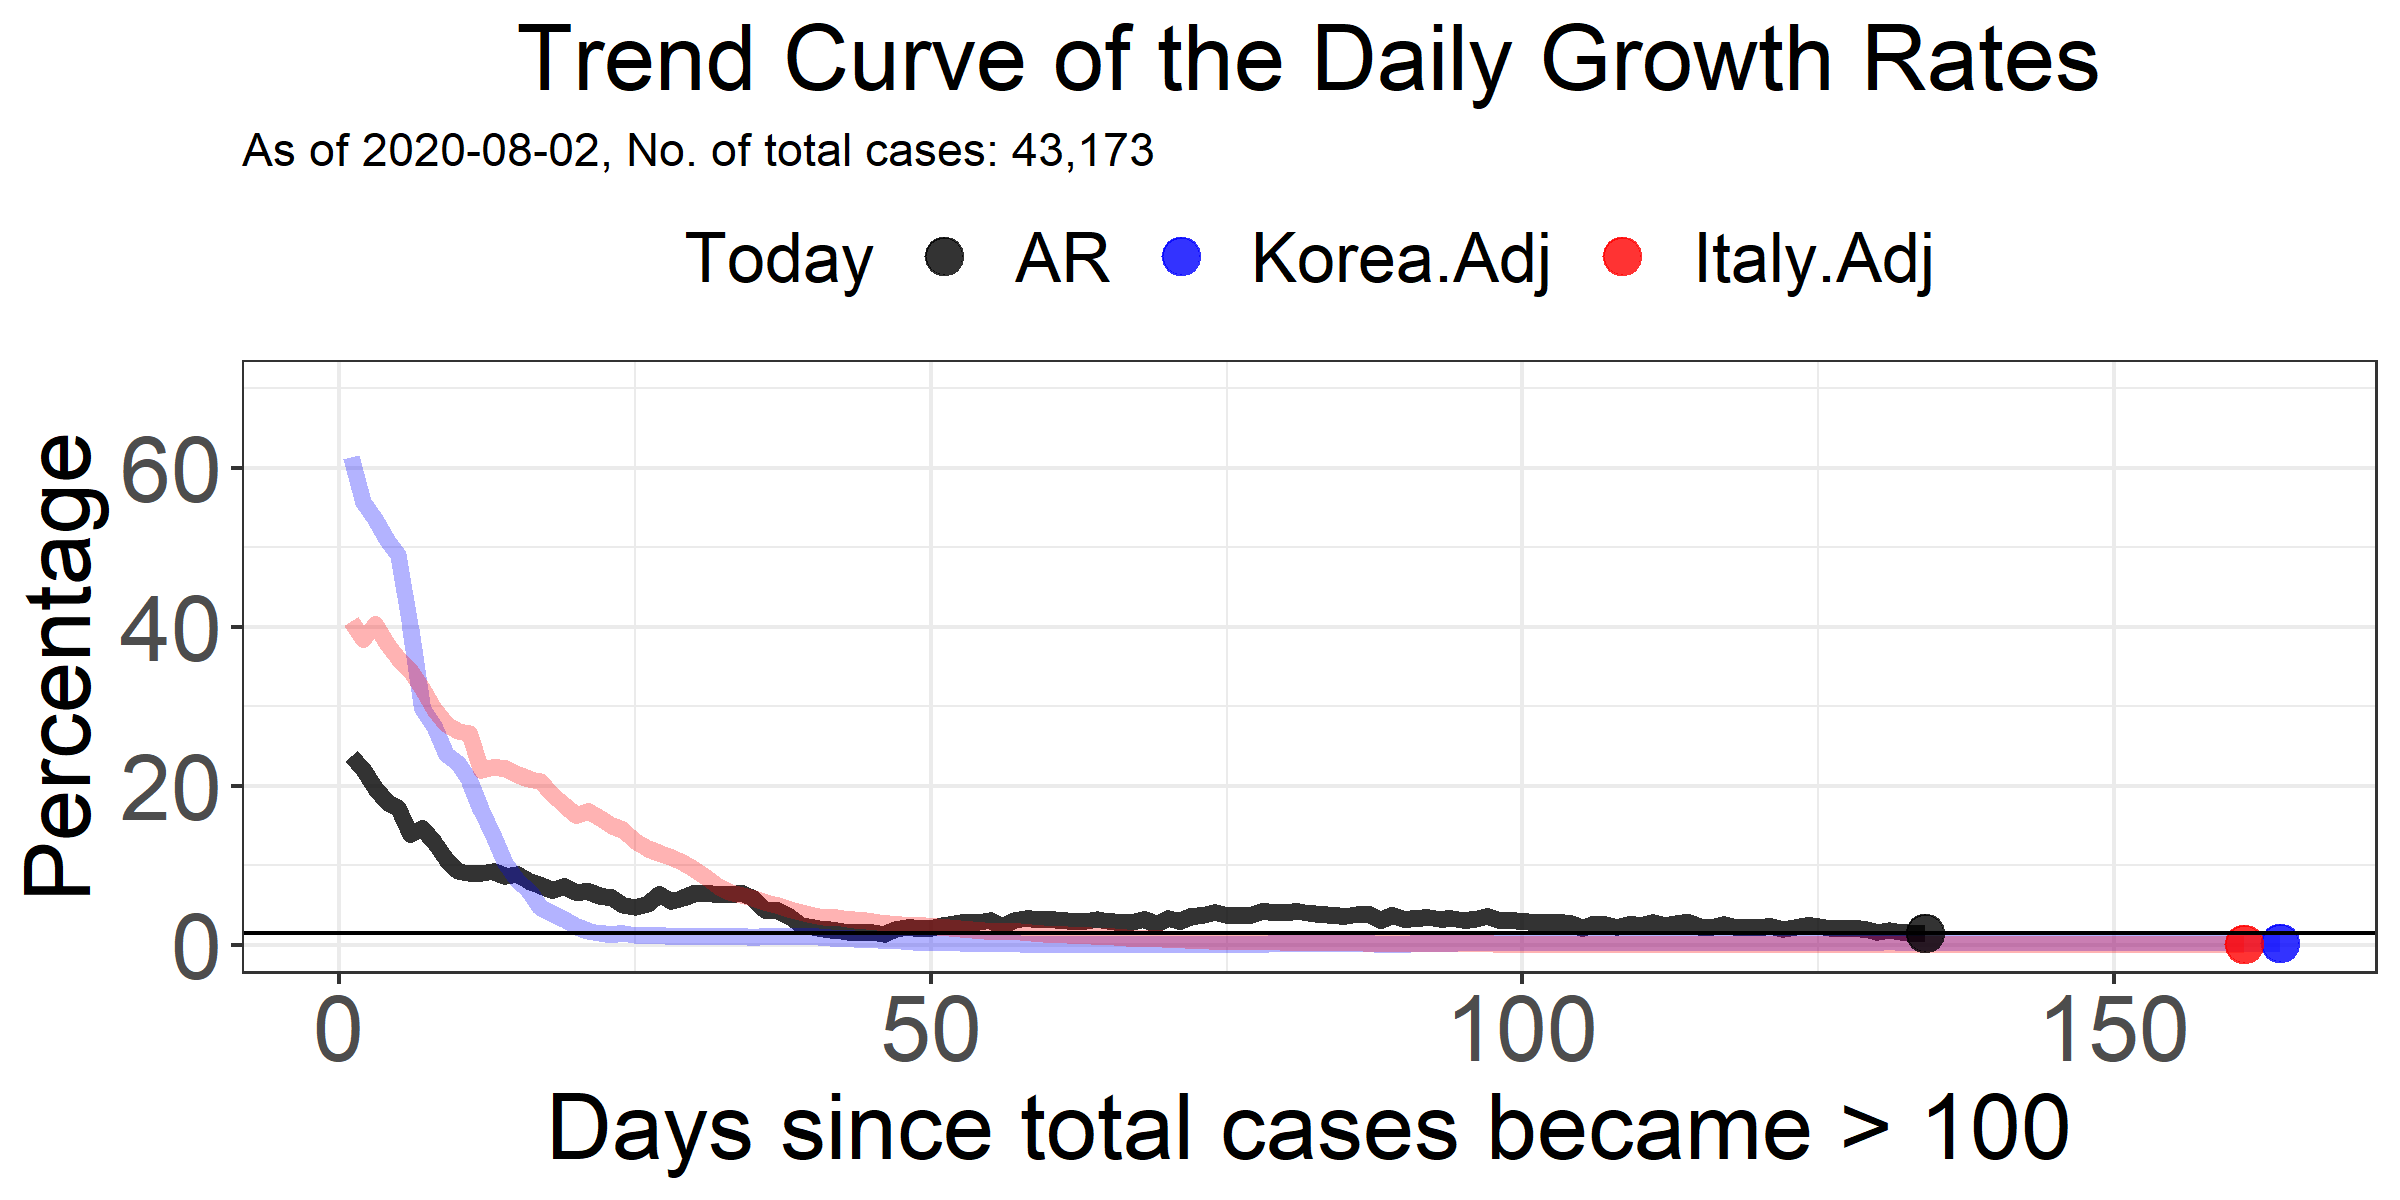 Trend Curve of the Daily Growth Rates
As of 2020-08-02, No. of total cases: 43,173
Today AR Korea.Adj Italy.Adj
Percentage
60
40
20
0
0 50 100 150
Days since total cases became > 100